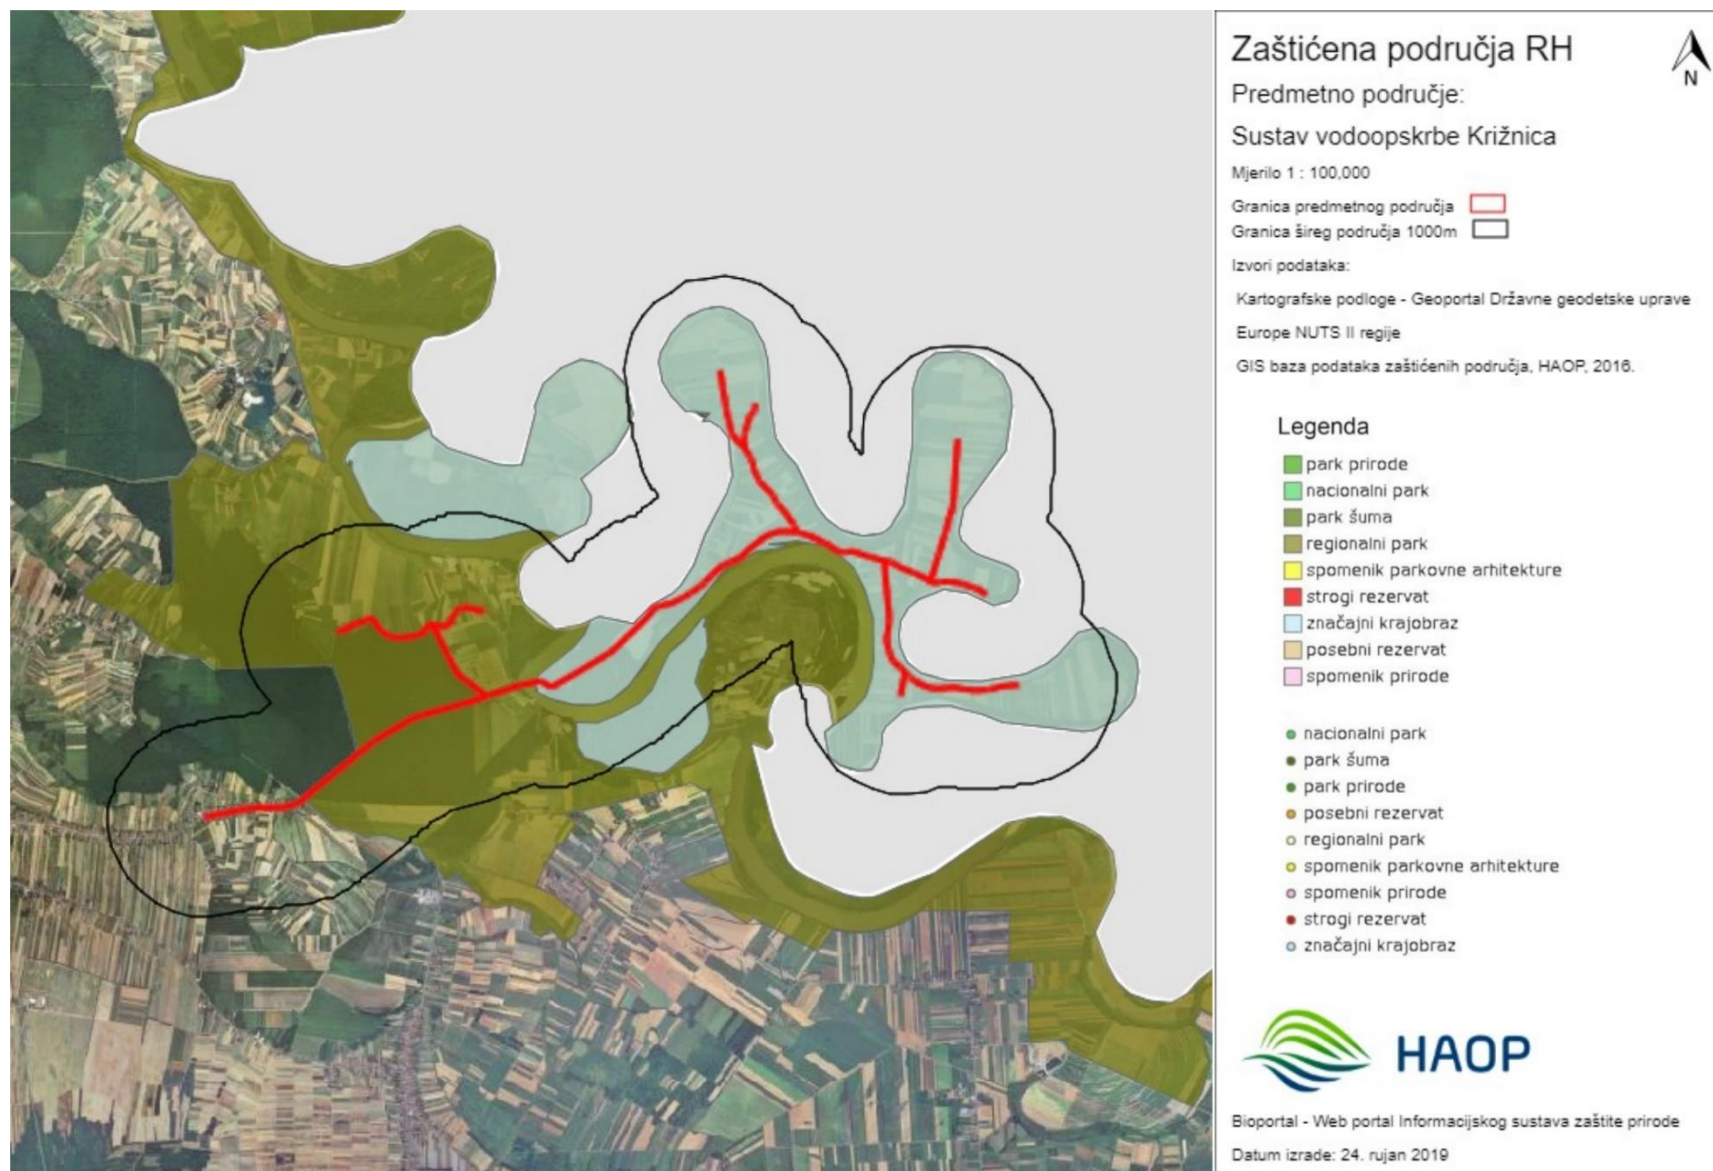 Zaštićena područja RH
N
Predmetno područje:
Sustav vodoopskrbe Križnica
Mjerilo 1 : 100,000
Granica predmetnog područja
Granica šireg područja 1000m
Izvori podataka:
Kartografske podloge - Geoportal Državne geodetske uprave
Europe NUTS II regije
GIS baza podataka zaštićenih područja, HAOP, 2016.
Legenda
park prirode
nacionalni park
park šuma
regionalni park
spomenik parkovne arhitekture
strogi rezervat
značajni krajobraz
posebni rezervat
spomenik prirode
nacionalni park
park šuma
park prirode
posebni rezervat
regionalni park
spomenik parkovne arhitekture
spomenik prirode
strogi rezervat
značajni krajobraz
HAOP
Bioportal - Web portal Informacijskog sustava zaštite prirode
Datum izrade: 24. rujan 2019